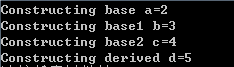 Constructing base a=2
Constructing base1 b=3
Constructing base2 c=4
Constructing derived d=5